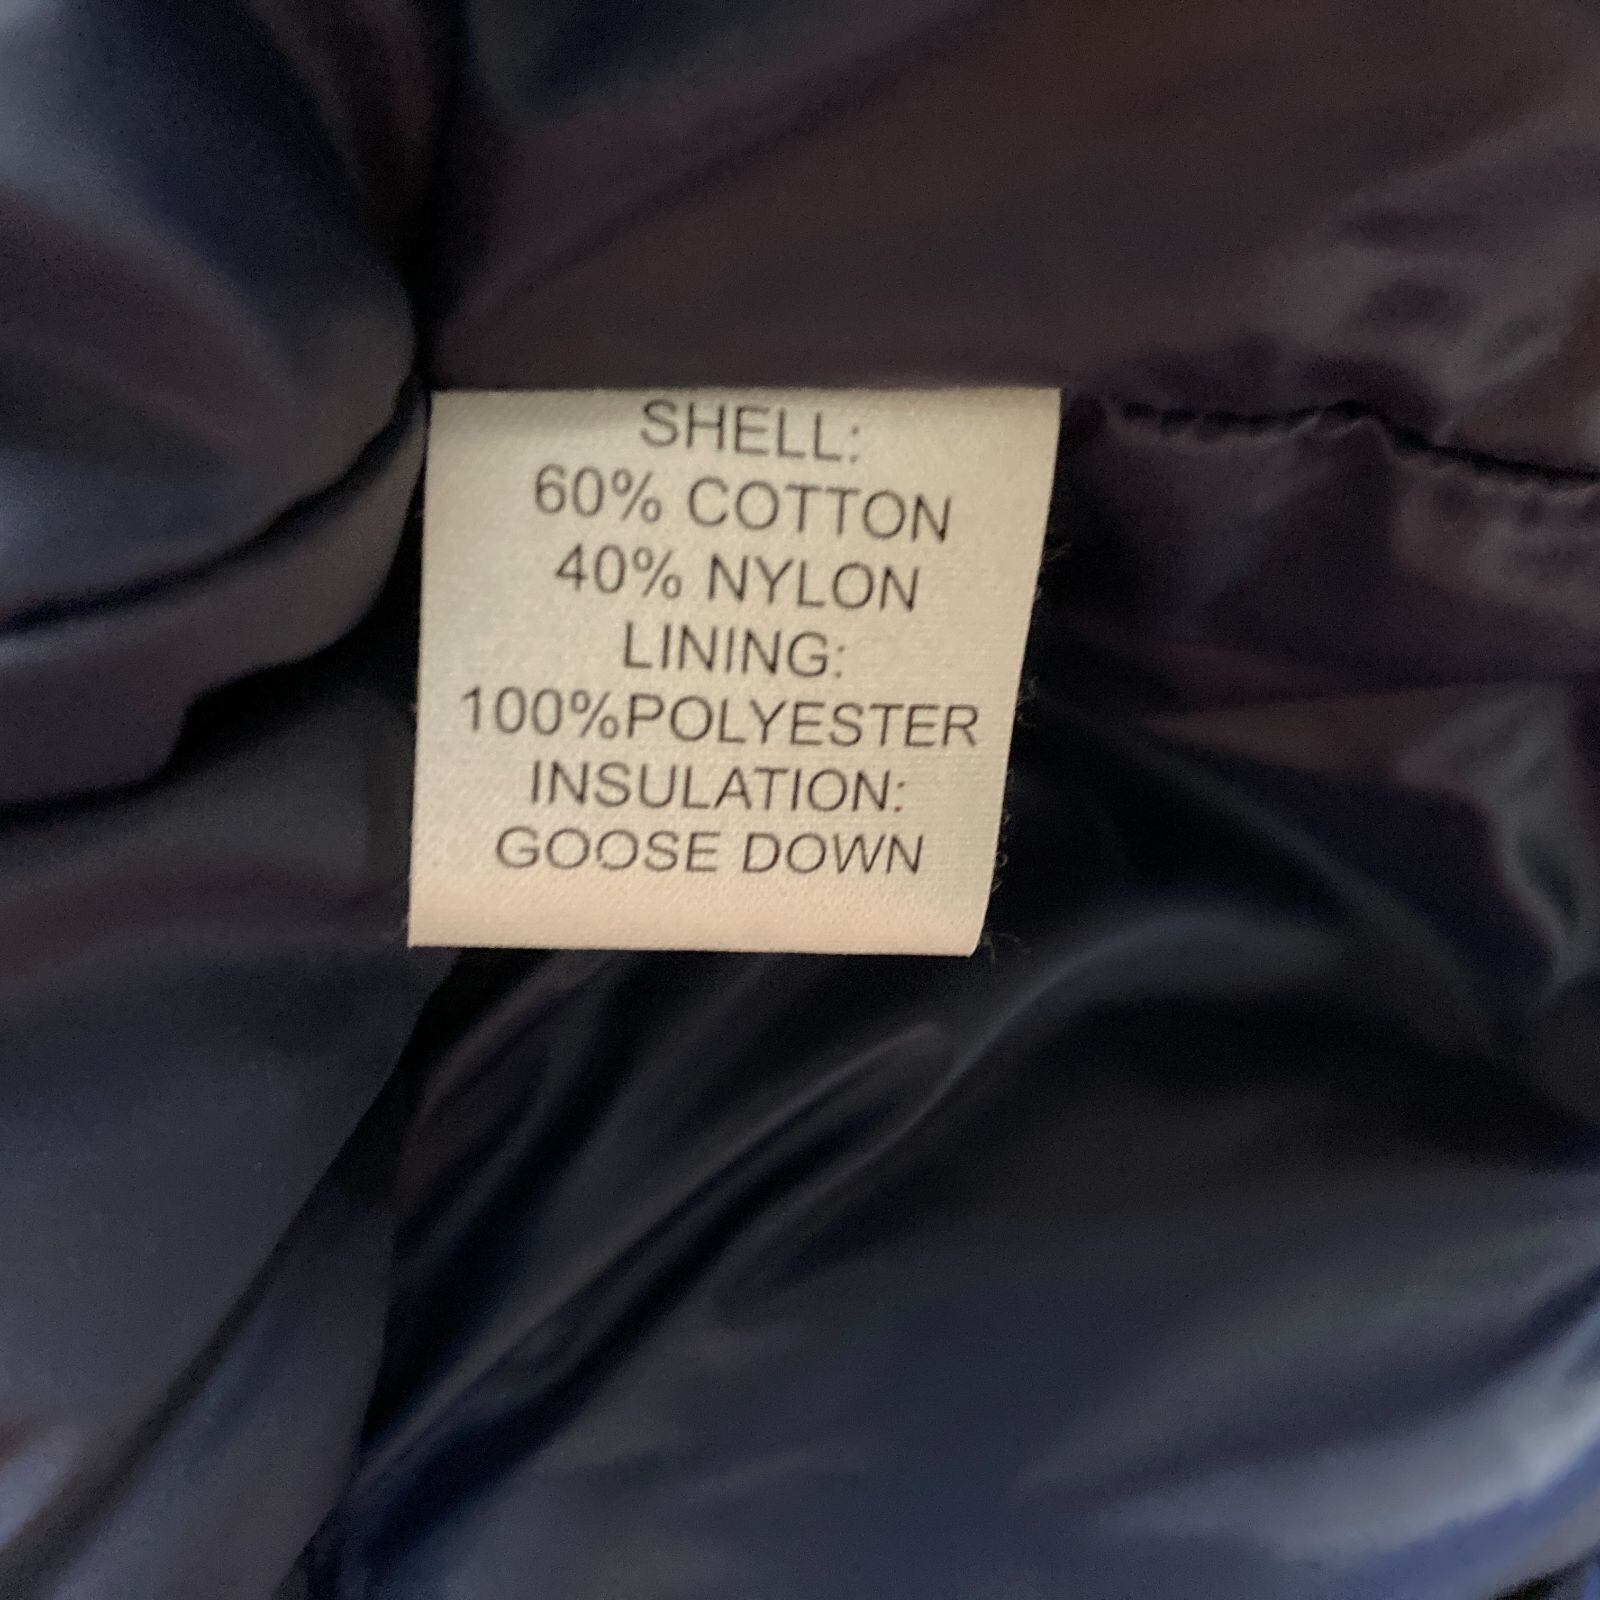 SHELL:
60% COTTON
40% NYLON
LINING:
100%POLYESTER
INSULATION:
GOOSE DOWN